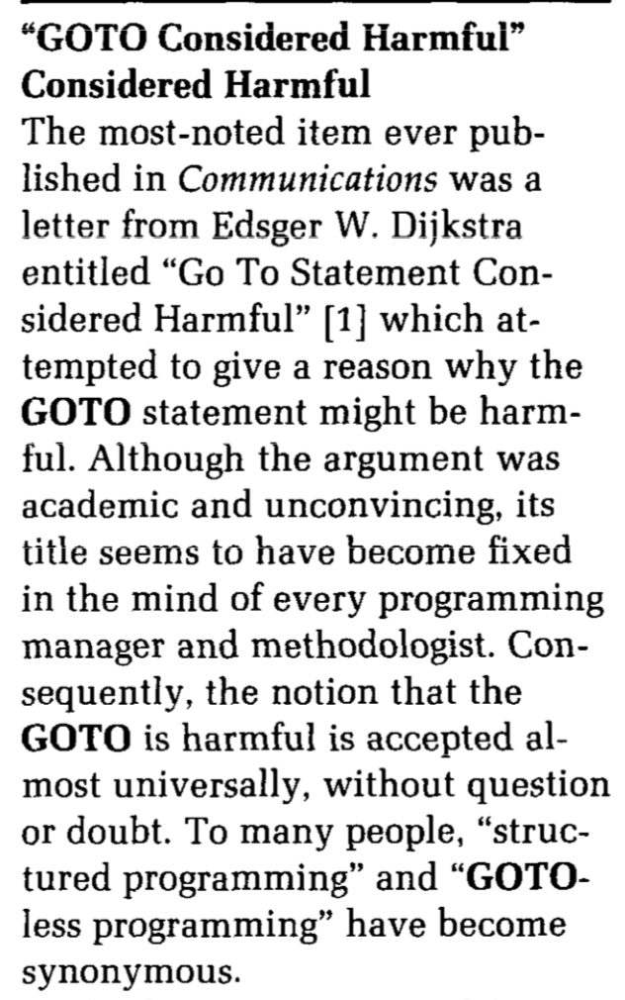 “GOTO Considered Harmful”
Considered Harmful
The most-noted item ever pub-
lished in Communications was a
letter from Edsger W. Dijkstra
entitled “Go To Statement Con-
sidered Harmful” [1] which at-
tempted to give a reason why the
GOTO statement might be harm-
ful. Although the argument was
academic and unconvincing, its
title seems to have become fixed
in the mind of every programming
manager and methodologist. Con-
sequently, the notion that the
GOTO is harmful is accepted al-
most universally, without question
or doubt. To many people, “struc-
tured programming” and “GOTO-
less programming” have become
synonymous.